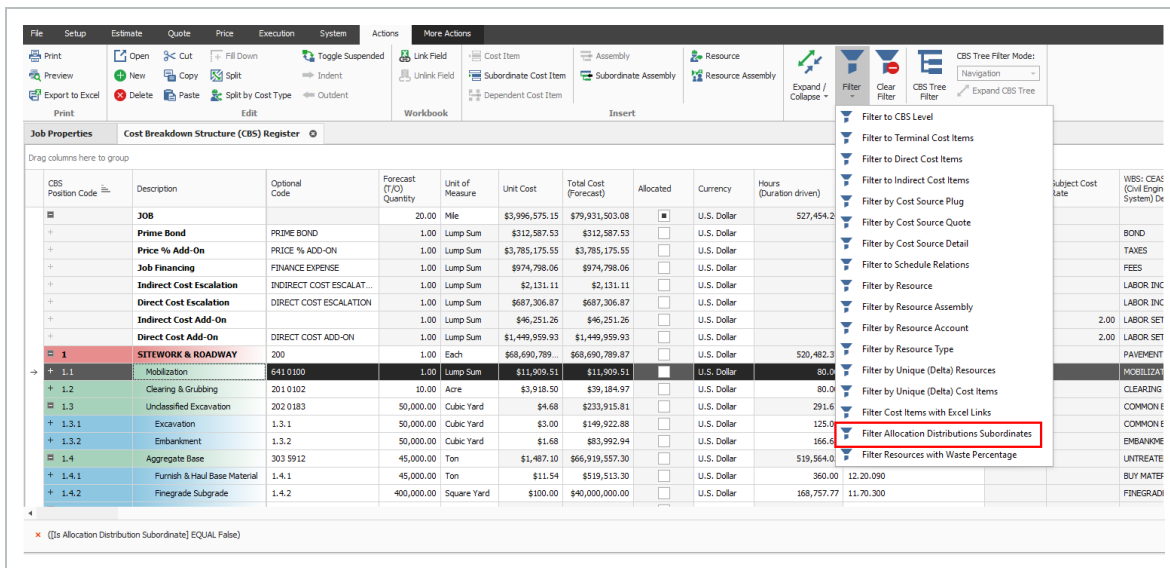 File Setup Estimate Quote Price Execution System Actions More Actions
Print Open Cut Fill Down Toggle Suspended Link Field Cost Item Assembly Resource CBS Tree Filter Mode:
Preview New Copy Split Indent Unlink Field Subordinate Cost Item Subordinate Assembly Resource Assembly Navigation
Export to Excel Delete Paste Split by Cost Type Outdent Dependent Cost Item Expand / Collapse Filter Clear Filter CBS Tree Filter Expand CBS Tree
Print Edit Workbook Insert
Job Properties Cost Breakdown Structure (CBS) Register
Drag columns here to group
CBS Position Code Description Optional Code Forecast (T/O) Quantity Unit of Measure Unit Cost Total Cost (Forecast) Allocated Currency Hours (Duration driven) Subject Cost WBS:
JOB 20.00 Mile $3,996,575.15 $79,931,503.08 U.S. Dollar
Prime Bond PRIME BOND 1.00 Lump Sum $312,587.53 $312,587.53 U.S. Dollar BOND
Price % Add-On PRICE % ADD-ON 1.00 Lump Sum $3,785,175.55 $3,785,175.55 U.S. Dollar TAXES
Job Financing FINANCE EXPENSE 1.00 Lump Sum $974,798.06 $974,798.06 U.S. Dollar FEES
Indirect Cost Escalation INDIRECT COST ESCALAT... 1.00 Lump Sum $2,131.11 $2,131.11 U.S. Dollar LABOR INC
Direct Cost Escalation DIRECT COST ESCALATION 1.00 Lump Sum $687,306.87 $687,306.87 U.S. Dollar LABOR INC
Indirect Cost Add-On 1.00 Lump Sum $46,251.26 $46,251.26 U.S. Dollar 2.00 LABOR SET
Direct Cost Add-On DIRECT COST ADD-ON 1.00 Lump Sum $1,449,959.93 $1,449,959.93 U.S. Dollar 2.00 LABOR SET
1 SITEWORK & ROADWAY 200 1.00 Each $68,690,789... $68,690,789.87 U.S. Dollar PAVEMENT
1.1 Mobilization 641 0100 1.00 Lump Sum $11,909.51 $11,909.51 U.S. Dollar MOBILIZAT
1.2 Clearing & Grubbing 201 0102 10.00 Acre $3,918.50 $39,184.97 U.S. Dollar CLEARING
1.3 Unclassified Excavation 202 0183 50,000.00 Cubic Yard $4.68 $233,915.81 U.S. Dollar COMMON E
1.3.1 Excavation 1.3.1 50,000.00 Cubic Yard $3.00 $149,922.88 U.S. Dollar COMMON E
1.3.2 Embankment 1.3.2 50,000.00 Cubic Yard $1.68 $83,992.94 U.S. Dollar EMBANKME
1.4 Aggregate Base 303 5912 45,000.00 Ton $1,487.10 $66,919,557.30 U.S. Dollar UNTREATE
1.4.1 Furnish & Haul Base Material 1.4.1 45,000.00 Ton $11.54 $519,513.30 U.S. Dollar 360.00 12.20.090 BUY MATER
1.4.2 Finegrade Subgrade 1.4.2 400,000.00 Square Yard $100.00 $40,000,000.00 U.S. Dollar 168,757.77 11.70.300 FINEGRAD
Filter to CBS Level
Filter to Terminal Cost Items
Filter to Direct Cost Items
Filter to Indirect Cost Items
Filter by Cost Source Plug
Filter by Cost Source Quote
Filter by Cost Source Detail
Filter to Schedule Relations
Filter by Resource
Filter by Resource Assembly
Filter by Resource Account
Filter by Resource Type
Filter by Unique (Delta) Resources
Filter by Unique (Delta) Cost Items
Filter Cost Items with Excel Links
Filter Allocation Distributions Subordinates
Filter Resources with Waste Percentage
([Is Allocation Distribution Subordinate] EQUAL False)